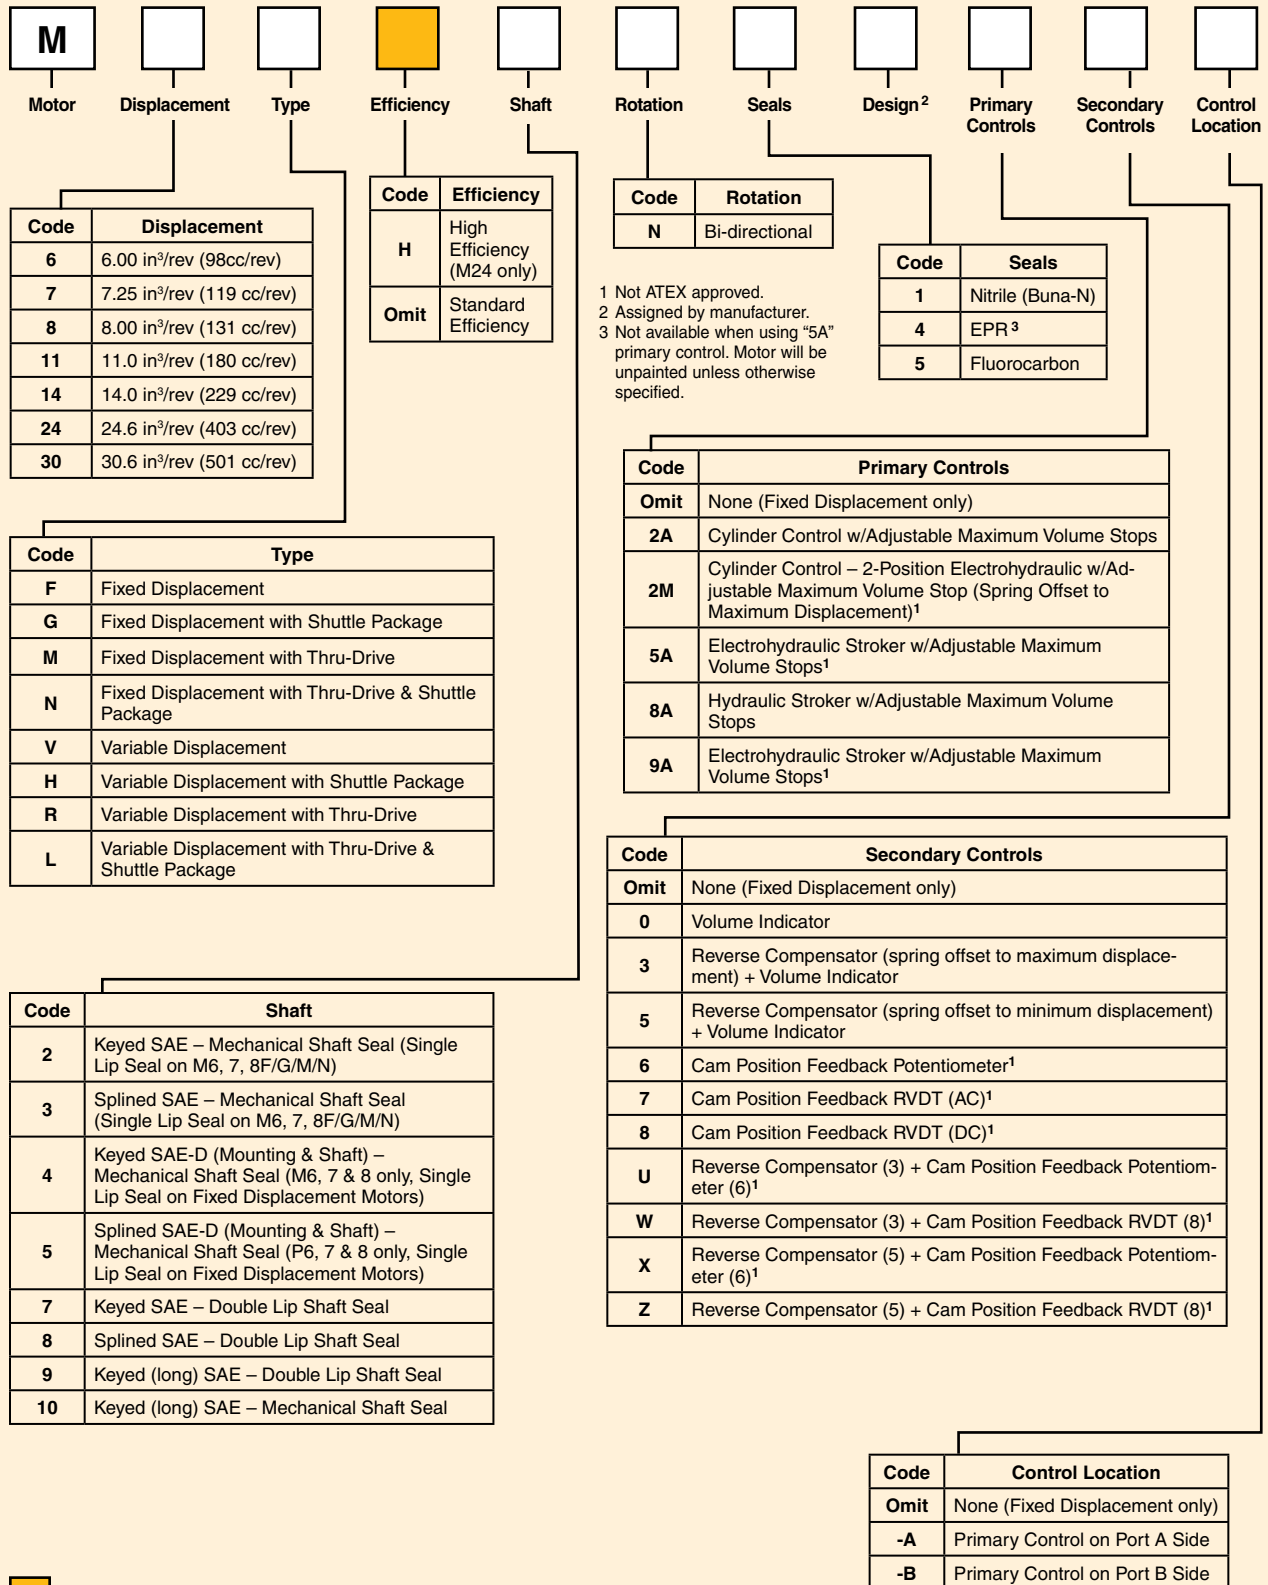 M
Motor
Displacement
Type
Efficiency
Shaft
Rotation
Seals
Design 2
Primary
Controls
Secondary
Controls
Control
Location
Code Displacement
6 6.00 in³/rev (98cc/rev)
7 7.25 in³/rev (119 cc/rev)
8 8.00 in³/rev (131 cc/rev)
11 11.0 in³/rev (180 cc/rev)
14 14.0 in³/rev (229 cc/rev)
24 24.6 in³/rev (403 cc/rev)
30 30.6 in³/rev (501 cc/rev)
Code Efficiency
H High
Efficiency
(M24 only)
Omit Standard
Efficiency
Code Rotation
N Bi-directional
1 Not ATEX approved.
2 Assigned by manufacturer.
3 Not available when using “5A”
primary control. Motor will be
unpainted unless otherwise
specified.
Code Seals
1 Nitrile (Buna-N)
4 EPR 3
5 Fluorocarbon
Code Type
F Fixed Displacement
G Fixed Displacement with Shuttle Package
M Fixed Displacement with Thru-Drive
N Fixed Displacement with Thru-Drive & Shuttle
Package
V Variable Displacement
H Variable Displacement with Shuttle Package
R Variable Displacement with Thru-Drive
L Variable Displacement with Thru-Drive &
Shuttle Package
Code Primary Controls
Omit None (Fixed Displacement only)
2A Cylinder Control w/Adjustable Maximum Volume Stops
2M Cylinder Control – 2-Position Electrohydraulic w/Ad-
justable Maximum Volume Stop (Spring Offset to
Maximum Displacement)1
5A Electrohydraulic Stroker w/Adjustable Maximum
Volume Stops1
8A Hydraulic Stroker w/Adjustable Maximum Volume
Stops
9A Electrohydraulic Stroker w/Adjustable Maximum
Volume Stops1
Code Secondary Controls
Omit None (Fixed Displacement only)
0 Volume Indicator
3 Reverse Compensator (spring offset to maximum displace-
ment) + Volume Indicator
5 Reverse Compensator (spring offset to minimum displacement)
+ Volume Indicator
6 Cam Position Feedback Potentiometer1
7 Cam Position Feedback RVDT (AC)1
8 Cam Position Feedback RVDT (DC)1
U Reverse Compensator (3) + Cam Position Feedback Potentiom-
eter (6)1
W Reverse Compensator (3) + Cam Position Feedback RVDT (8)1
X Reverse Compensator (5) + Cam Position Feedback Potentiom-
eter (6)1
Z Reverse Compensator (5) + Cam Position Feedback RVDT (8)1
Code Shaft
2 Keyed SAE – Mechanical Shaft Seal (Single
Lip Seal on M6, 7, 8F/G/M/N)
3 Splined SAE – Mechanical Shaft Seal
(Single Lip Seal on M6, 7, 8F/G/M/N)
4 Keyed SAE-D (Mounting & Shaft) –
Mechanical Shaft Seal (M6, 7 & 8 only, Single
Lip Seal on Fixed Displacement Motors)
5 Splined SAE-D (Mounting & Shaft) –
Mechanical Shaft Seal (P6, 7 & 8 only, Single
Lip Seal on Fixed Displacement Motors)
7 Keyed SAE – Double Lip Shaft Seal
8 Splined SAE – Double Lip Shaft Seal
9 Keyed (long) SAE – Double Lip Shaft Seal
10 Keyed (long) SAE – Mechanical Shaft Seal
Code Control Location
Omit None (Fixed Displacement only)
-A Primary Control on Port A Side
-B Primary Control on Port B Side